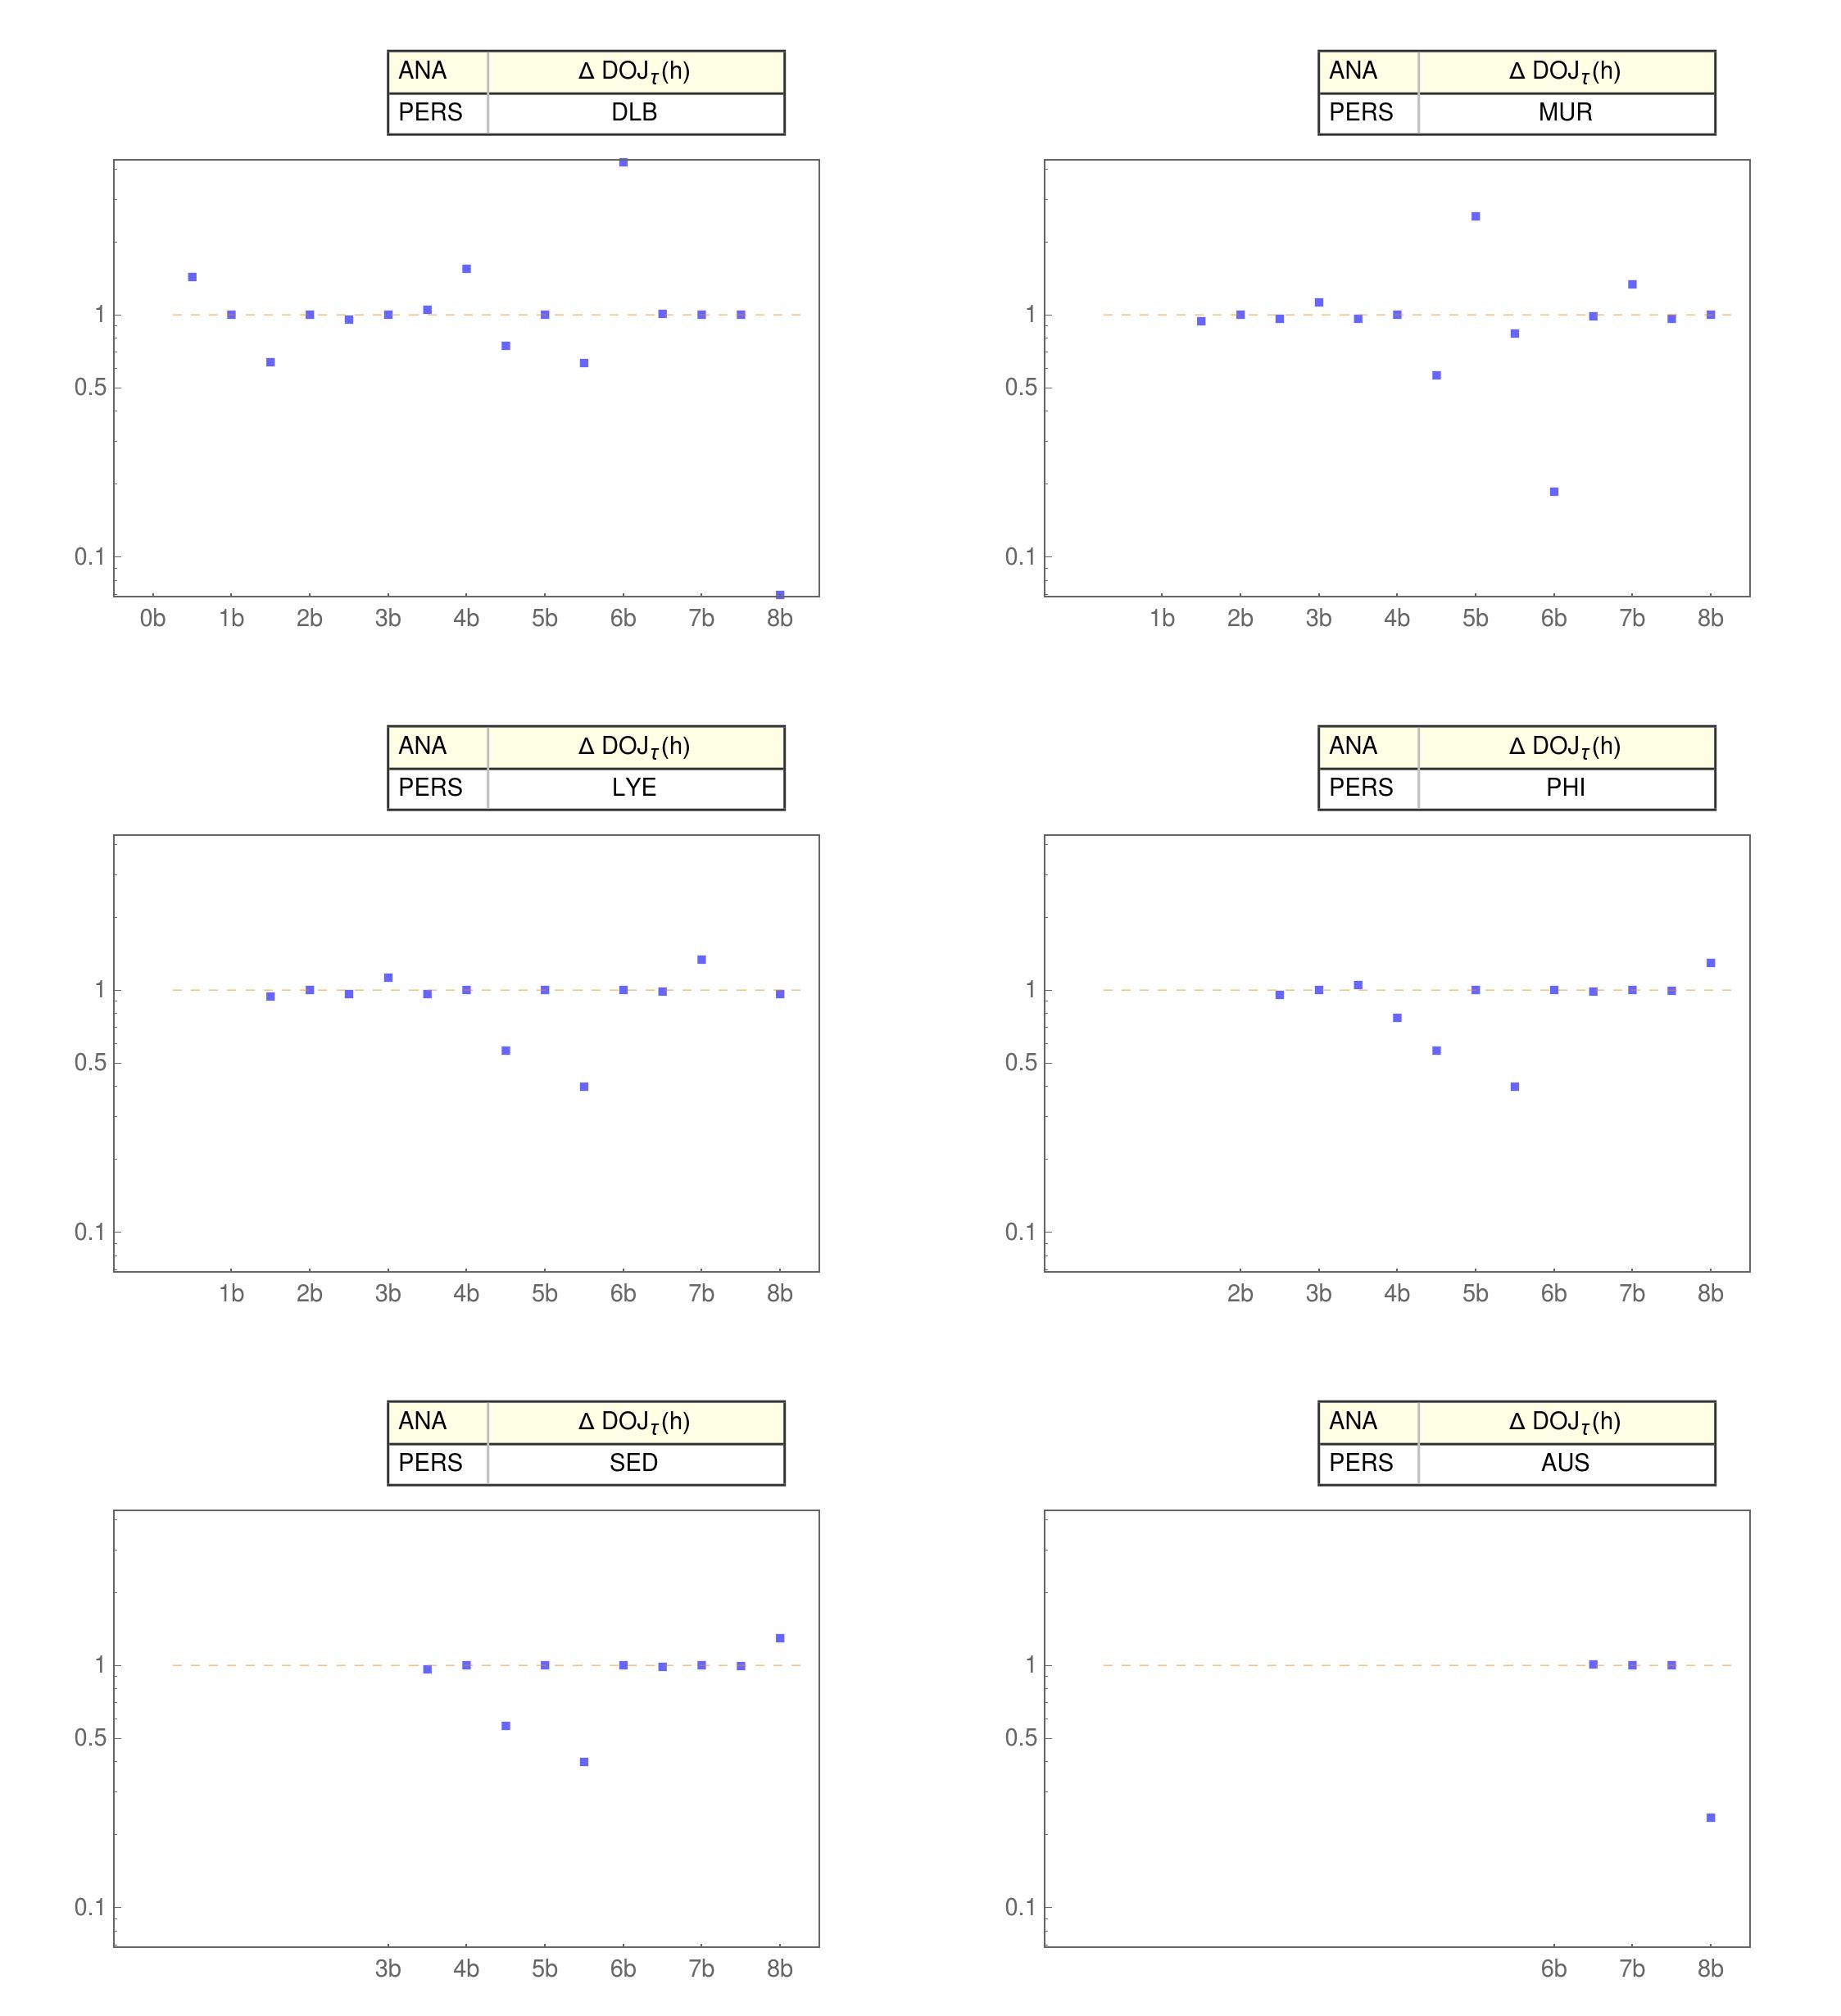 ANA Δ DOJτ(h)
PERS DLB
1
0.5
0.1
0b 1b 2b 3b 4b 5b 6b 7b 8b
ANA Δ DOJτ(h)
PERS MUR
1
0.5
0.1
1b 2b 3b 4b 5b 6b 7b 8b
ANA Δ DOJτ(h)
PERS LYE
1
0.5
0.1
1b 2b 3b 4b 5b 6b 7b 8b
ANA Δ DOJτ(h)
PERS PHI
1
0.5
0.1
2b 3b 4b 5b 6b 7b 8b
ANA Δ DOJτ(h)
PERS SED
1
0.5
0.1
3b 4b 5b 6b 7b 8b
ANA Δ DOJτ(h)
PERS AUS
1
0.5
0.1
6b 7b 8b